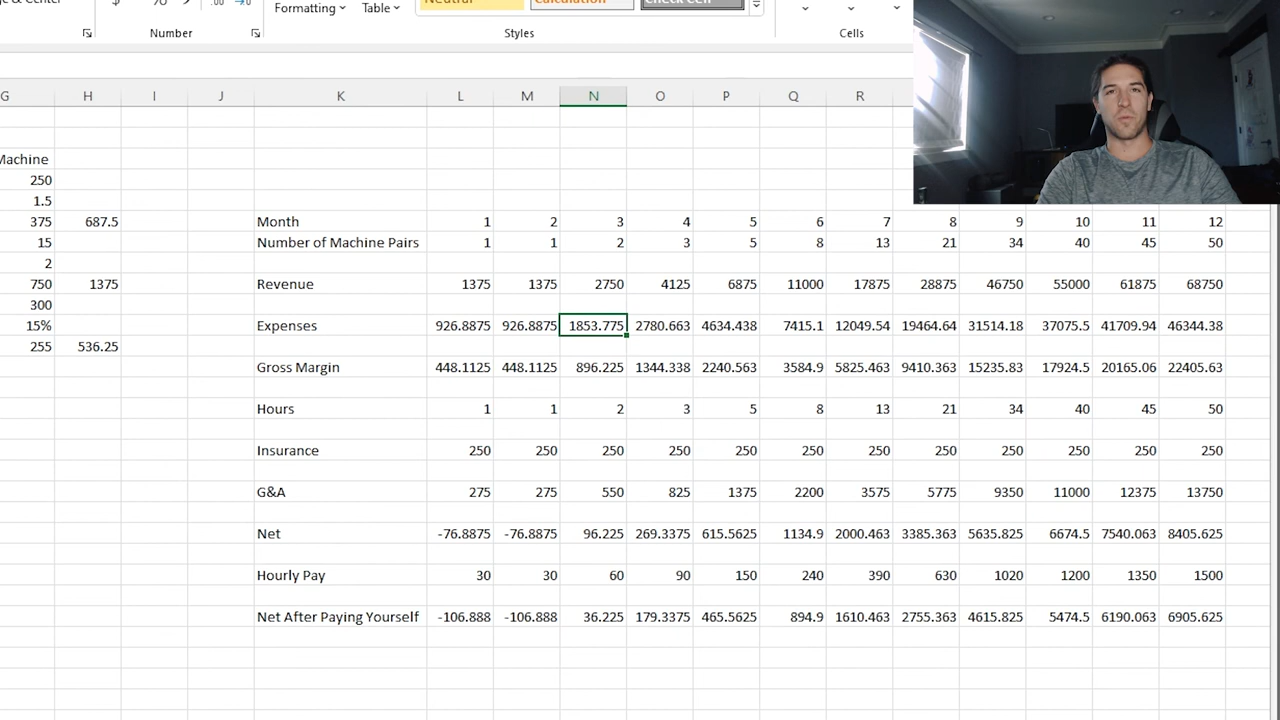 Formatting Table Neutral Calculation Check Cell
Number Styles Cells
G H I J K L M N O P Q R
Machine
250
1.5
375 687.5 Month 1 2 3 4 5 6 7 8 9 10 11 12
15 Number of Machine Pairs 1 1 2 3 5 8 13 21 34 40 45 50
2
750 1375 Revenue 1375 1375 2750 4125 6875 11000 17875 28875 46750 55000 61875 68750
300
15% Expenses 926.8875 926.8875 1853.775 2780.663 4634.438 7415.1 12049.54 19464.64 31514.18 37075.5 41709.94 46344.38
255 536.25
Gross Margin 448.1125 448.1125 896.225 1344.338 2240.563 3584.9 5825.463 9410.363 15235.83 17924.5 20165.06 22405.63
Hours 1 1 2 3 5 8 13 21 34 40 45 50
Insurance 250 250 250 250 250 250 250 250 250 250 250 250
G&A 275 275 550 825 1375 2200 3575 5775 9350 11000 12375 13750
Net -76.8875 -76.8875 96.225 269.3375 615.5625 1134.9 2000.463 3385.363 5635.825 6674.5 7540.063 8405.625
Hourly Pay 30 30 60 90 150 240 390 630 1020 1200 1350 1500
Net After Paying Yourself -106.888 -106.888 36.225 179.3375 465.5625 894.9 1610.463 2755.363 4615.825 5474.5 6190.063 6905.625